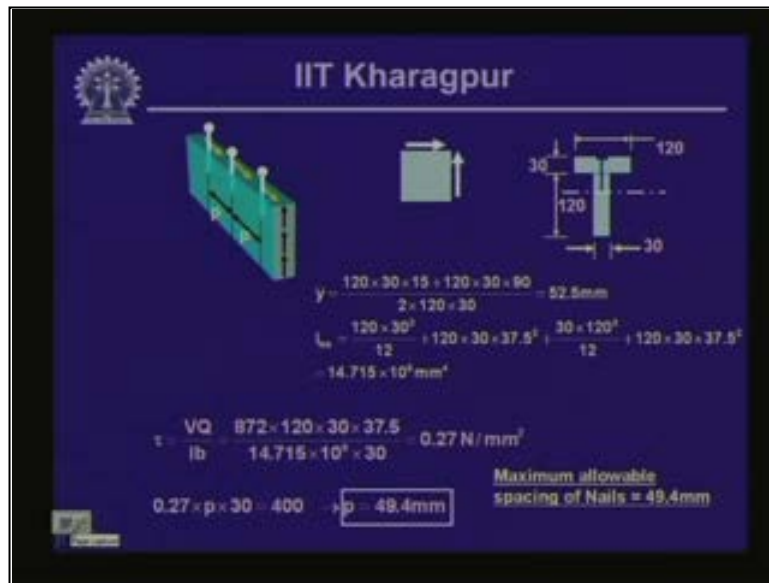 IIT Kharagpur
p
p
120
30
120
30
y = (120×30×15+120×30×90)/(2×120×30) = 52.5mm
= 120×30³/12 + 120×30×37.5² + 30×120³/12 + 120×30×37.5²
= 14.715×10⁶ mm⁴
τ = VQ/Ib = (872×120×30×37.5)/(14.715×10⁶×30) = 0.27 N/mm²
0.27×p×30=400 → p = 49.4mm
Maximum allowable
spacing of Nails = 49.4mm